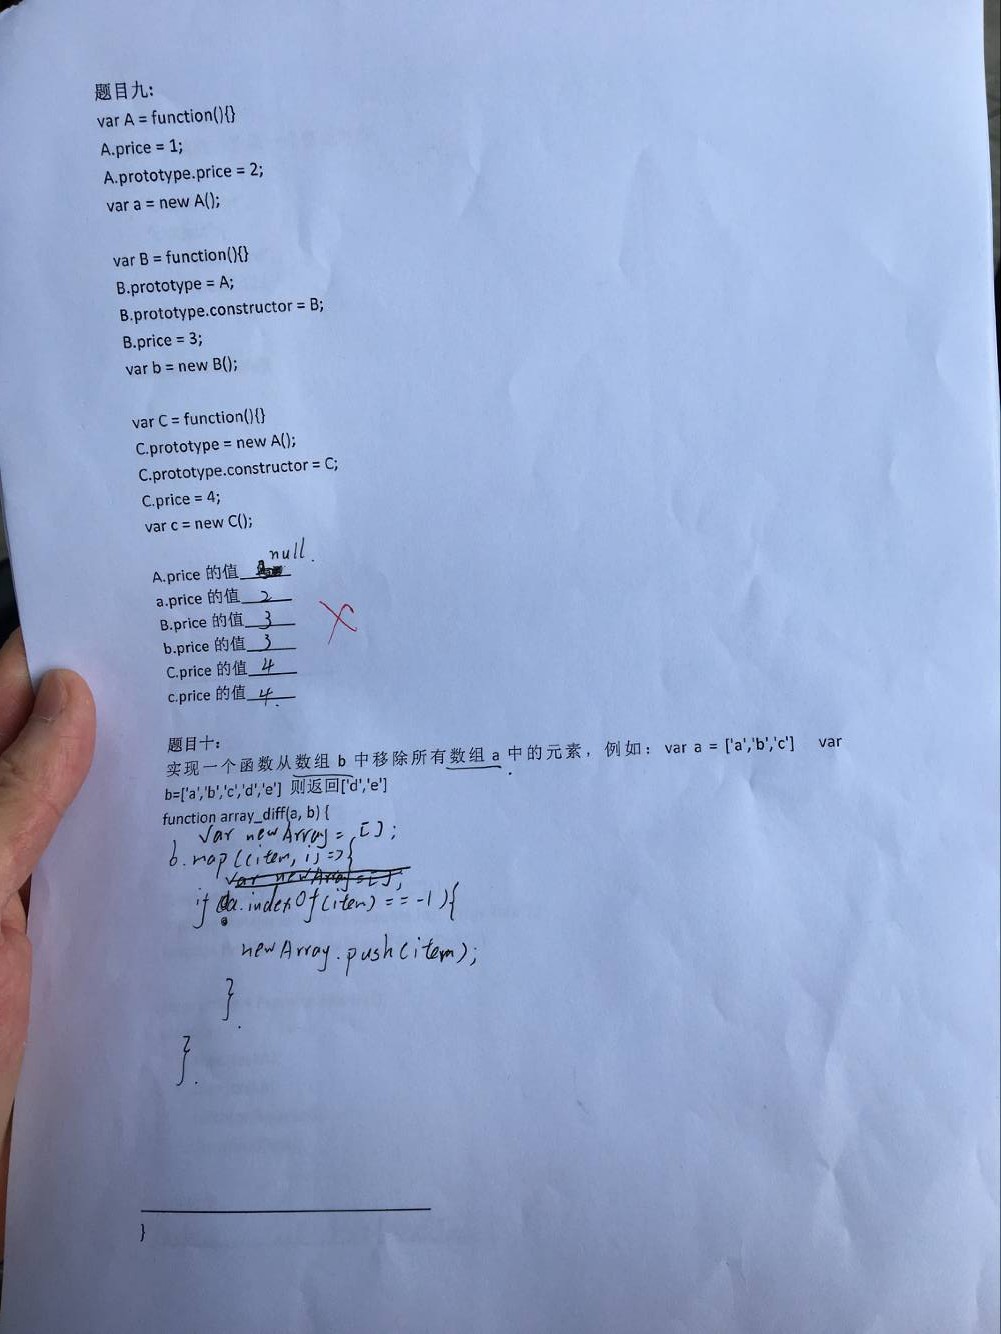 题目九:
var A = function(){}
A.price = 1;
A.prototype.price = 2;
var a = new A();
var B = function(){}
B.prototype = A;
B.prototype.constructor = B;
B.price = 3;
var b = new B();
var C = function(){}
C.prototype = new A();
C.prototype.constructor = C;
C.price = 4;
var c = new C();
A.price 的值 null.
a.price 的值 2
B.price 的值 3
b.price 的值 3
C.price 的值 4
c.price 的值 4.
题目十:
实现一个函数从数组 b 中移除所有数组 a 中的元素，例如：var a = ['a','b','c'] var
b=['a','b','c','d','e'] 则返回['d','e']
function array_diff(a, b) {
Var newArray = [];
b.map((item, i) => {
var newArray = [];
if (a.indexOf(item) == -1) {
newArray.push(item);
}.
}.
}